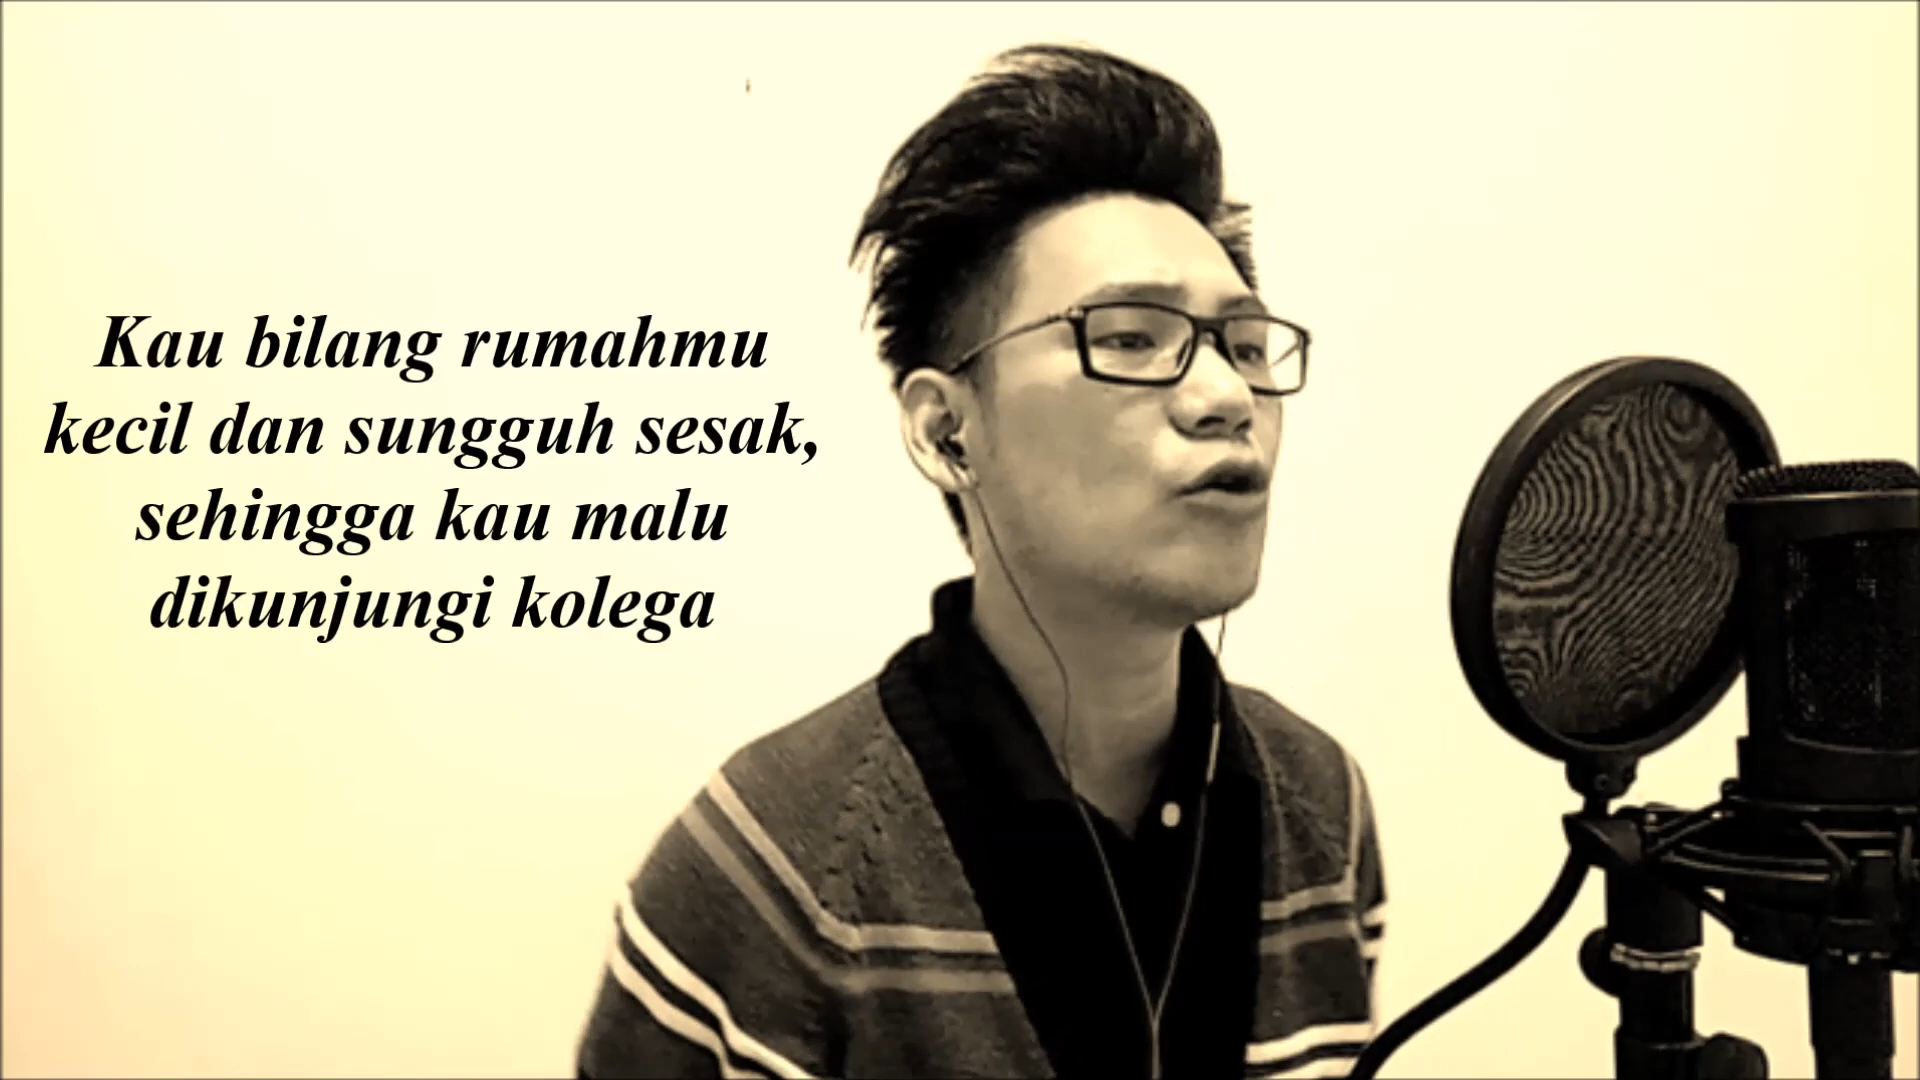 Kau bilang rumahmu
kecil dan sungguh sesak,
sehingga kau malu
dikunjungi kolega